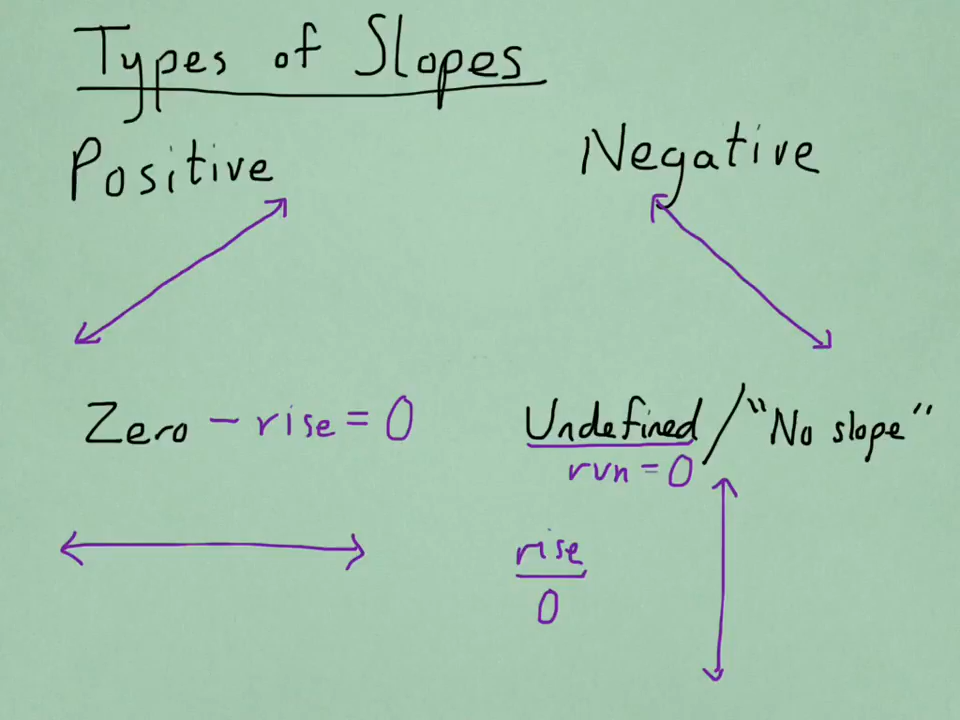 Types of Slopes
Positive
Negative
Zero - rise = 0
Undefined / "No slope"
run = 0
rise
0